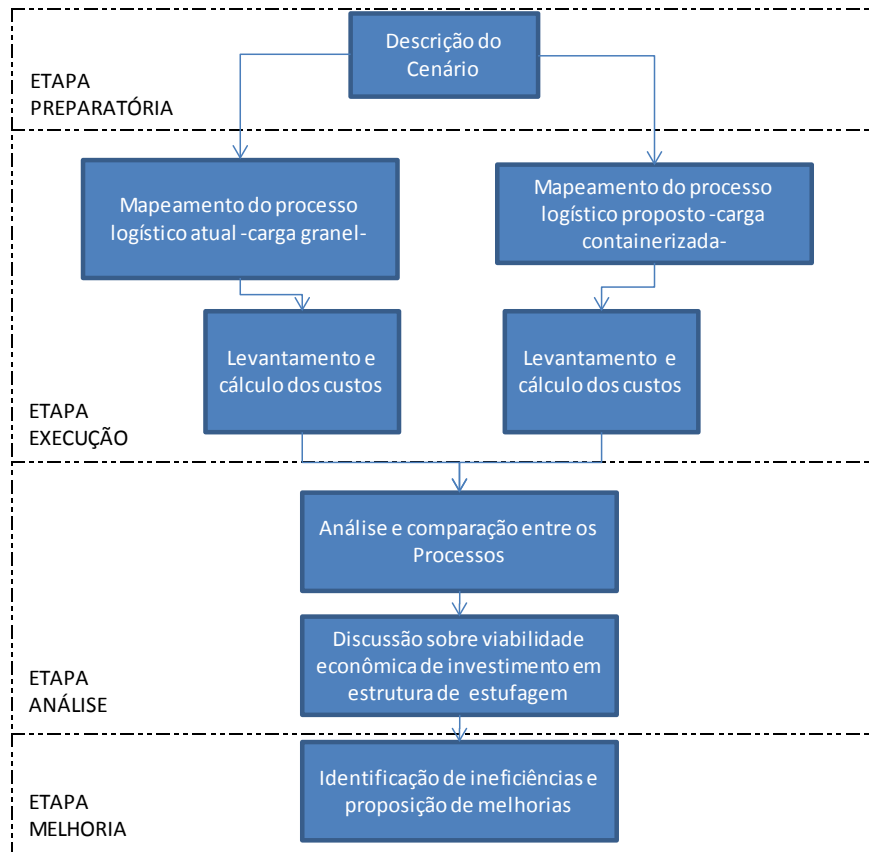 Descrição do
Cenário
ETAPA
PREPARATÓRIA
Mapeamento do processo
logístico atual -carga granel-
Mapeamento do processo
logístico proposto -carga
containerizada-
Levantamento e
cálculo dos custos
Levantamento e
cálculo dos custos
ETAPA
EXECUÇÃO
Análise e comparação entre os
Processos
Discussão sobre viabilidade
econômica de investimento em
estrutura de estufagem
ETAPA
ANÁLISE
Identificação de ineficiências e
proposição de melhorias
ETAPA
MELHORIA